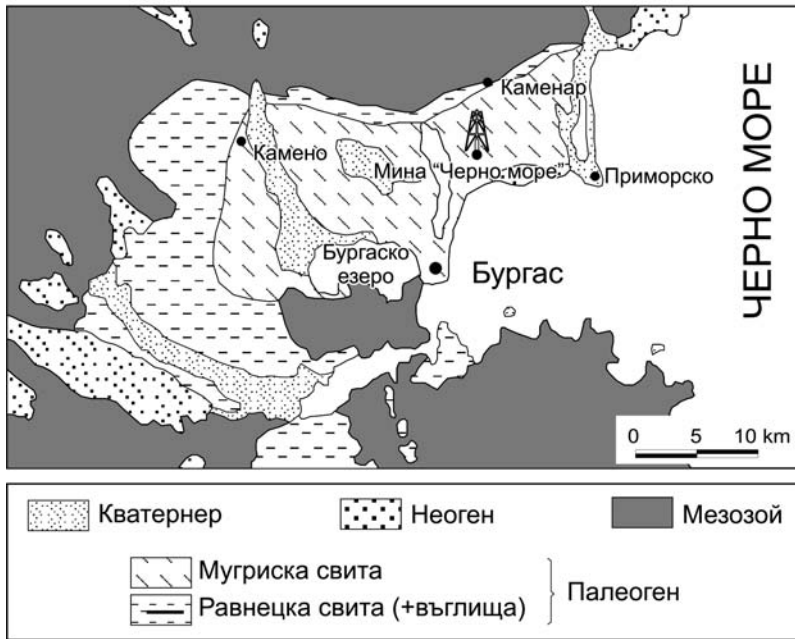 Каменар
Камено
Мина "Черно море"
Приморско
Бургаско
езеро
Бургас
ЧЕРНО МОРЕ
0 5 10 km
Кватернер
Неоген
Мезозой
Мугриска свита
Равнецка свита (+въглища)
Палеоген